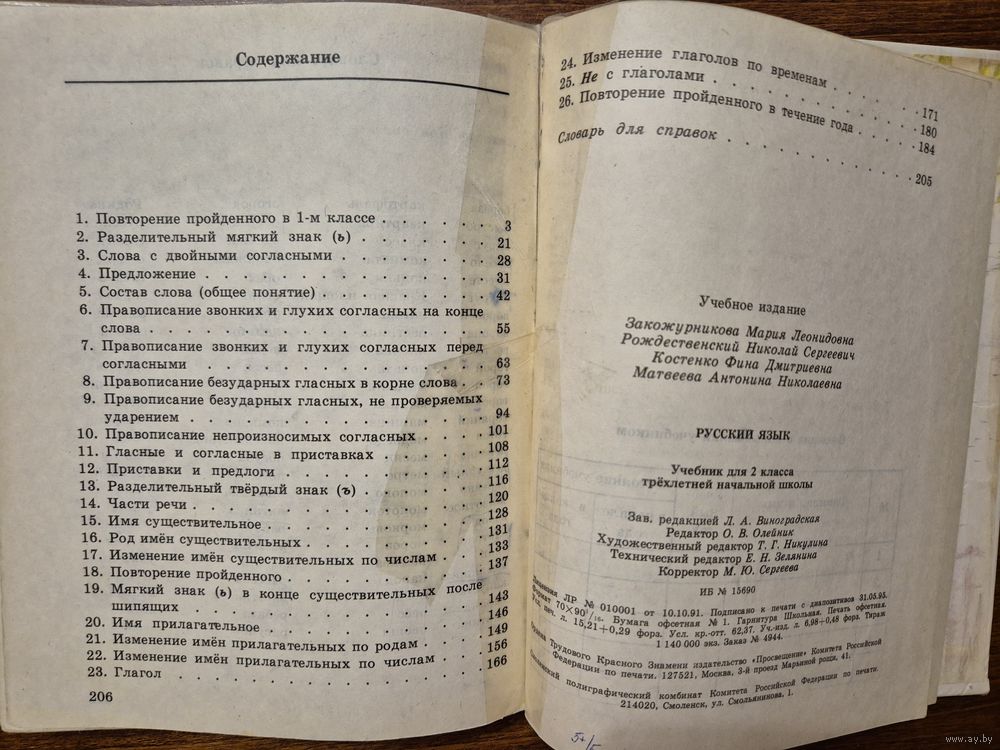 Содержание
1. Повторение пройденного в 1-м классе . . . . . . 3
2. Разделительный мягкий знак (ь) . . . . . . . 21
3. Слова с двойными согласными . . . . . . . 28
4. Предложение . . . . . . . . . . . . . 31
5. Состав слова (общее понятие) . . . . . . . . 42
6. Правописание звонких и глухих согласных на конце
слова . . . . . . . . . . . . . . . 55
7. Правописание звонких и глухих согласных перед
согласными . . . . . . . . . . . . . 63
8. Правописание безударных гласных в корне слова . . 73
9. Правописание безударных гласных, не проверяемых
ударением . . . . . . . . . . . . . 94
10. Правописание непроизносимых согласных . . . . 101
11. Гласные и согласные в приставках . . . . . . 108
12. Приставки и предлоги . . . . . . . . . . 112
13. Разделительный твёрдый знак (ъ) . . . . . . . 116
14. Части речи . . . . . . . . . . . . . 120
15. Имя существительное . . . . . . . . . . 128
16. Род имён существительных . . . . . . . . 131
17. Изменение имён существительных по числам . . . 133
18. Повторение пройденного . . . . . . . . . 137
19. Мягкий знак (ь) в конце существительных после
шипящих . . . . . . . . . . . . . . 143
20. Имя прилагательное . . . . . . . . . . 146
21. Изменение имён прилагательных по родам . . . . 149
22. Изменение имён прилагательных по числам . . . 156
23. Глагол . . . . . . . . . . . . . . 166
206
24. Изменение глаголов по временам . . . . . 171
25. Не с глаголами . . . . . . . . . . . 180
26. Повторение пройденного в течение года . . . . 184
Словарь для справок . . . . . . . . . . 205
Учебное издание
Закожурникова Мария Леонидовна
Рождественский Николай Сергеевич
Костенко Фина Дмитриевна
Матвеева Антонина Николаевна
РУССКИЙ ЯЗЫК
Учебник для 2 класса
трёхлетней начальной школы
Зав. редакцией Л. А. Виноградская
Редактор О. В. Олейник
Художественный редактор Т. Г. Никулина
Технический редактор Е. Н. Зелянина
Корректор М. Ю. Сергеева
ИБ № 15690
Лицензия ЛР № 010001 от 10.10.91. Подписано к печати с диапозитивов 31.05.95.
Формат 70×90 1/16. Бумага офсетная № 1. Гарнитура Школьная. Печать офсетная.
Усл. печ. л. 15,21+0,29 форз. Усл. кр.-отт. 62,37. Уч.-изд. л. 6,98+0,48 форз. Тираж
1 140 000 экз. Заказ № 4944.
Трудового Красного Знамени издательство «Просвещение» Комитета Российской
Федерации по печати. 127521, Москва, 3-й проезд Марьиной рощи, 41.
полиграфический комбинат Комитета Российской Федерации по печати.
214020, Смоленск, ул. Смольянинова, 1.
www.ay.by